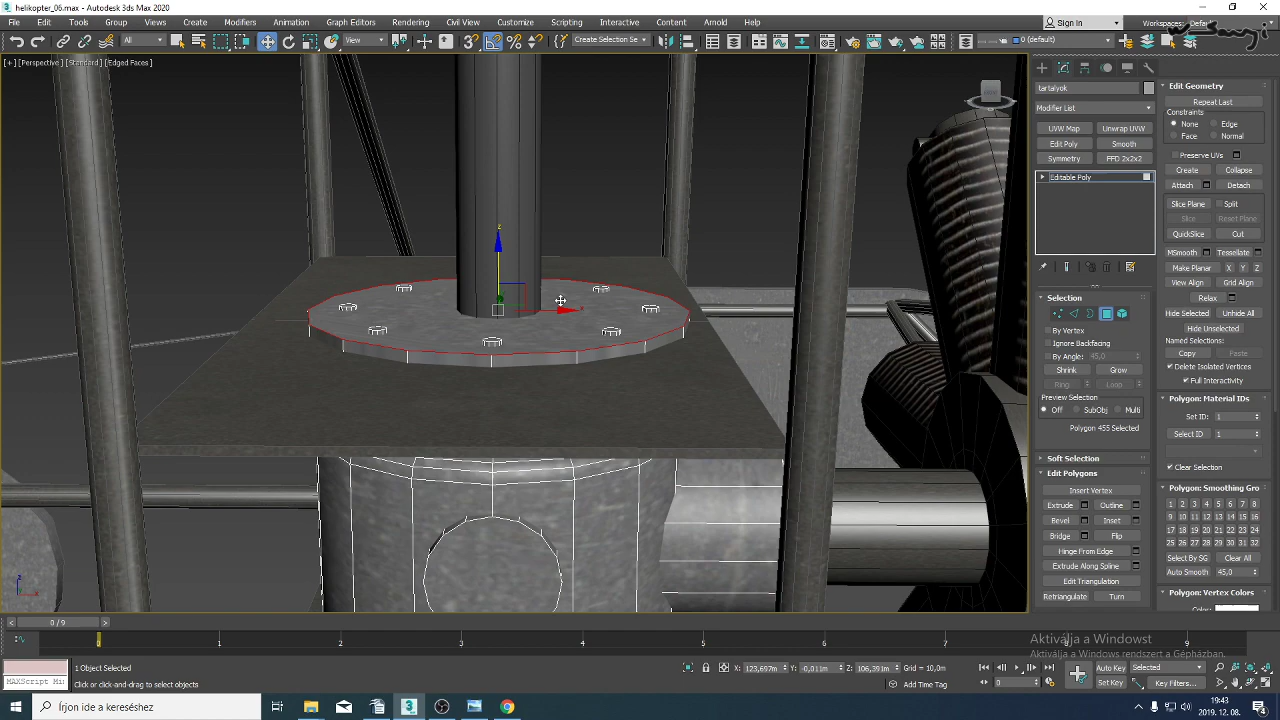 helikopter_06.max - Autodesk 3ds Max 2020
File Edit Tools Group Views Create Modifiers Animation Graph Editors Rendering Civil View Customize Scripting Interactive Content Arnold Help
Sign In Workspaces: Defau
All View Create Selection Se 0 (default)
[+] [Perspective] [Standard] [Edged Faces]
z
x
tartalyok
Modifier List
UVW Map Unwrap UVW
Edit Poly Smooth
Symmetry FFD 2x2x2
Editable Poly
Selection
By Vertex
Ignore Backfacing
By Angle: 45,0
Shrink Grow
Ring Loop
Preview Selection
Off SubObj Multi
Polygon 455 Selected
Soft Selection
Edit Polygons
Insert Vertex
Extrude Outline
Bevel Inset
Bridge Flip
Hinge From Edge
Extrude Along Spline
Edit Triangulation
Retriangulate Turn
Edit Geometry
Repeat Last
Constraints
None Edge
Face Normal
Preserve UVs
Create Collapse
Attach Detach
Slice Plane Split
Slice Reset Plane
QuickSlice Cut
MSmooth Tessellate
Make Planar X Y Z
View Align Grid Align
Relax
Hide Selected Unhide All
Hide Unselected
Named Selections:
Copy Paste
Delete Isolated Vertices
Full Interactivity
Polygon: Material IDs
Set ID: 1
Select ID 1
Clear Selection
Polygon: Smoothing Gro
1 2 3 4 5 6 7 8
9 10 11 12 13 14 15 16
17 18 19 20 21 22 23 24
25 26 27 28 29 30 31 32
Select By SG Clear All
Auto Smooth 45,0
Polygon: Vertex Colors
Color:
0 / 9
0 1 2 3 4 5 6 7 8 9
Aktiválja a Windowst
Aktiválja a Windows rendszert a Gépházban.
1 Object Selected
Click or click-and-drag to select objects
MAXScript Mi
X: 123,697m Y: -0,011m Z: 106,391m Grid = 10,0m
Add Time Tag
0
Auto Key Selected
Set Key Key Filters...
Írjon ide a kereséshez
19:43
2019. 12. 08.